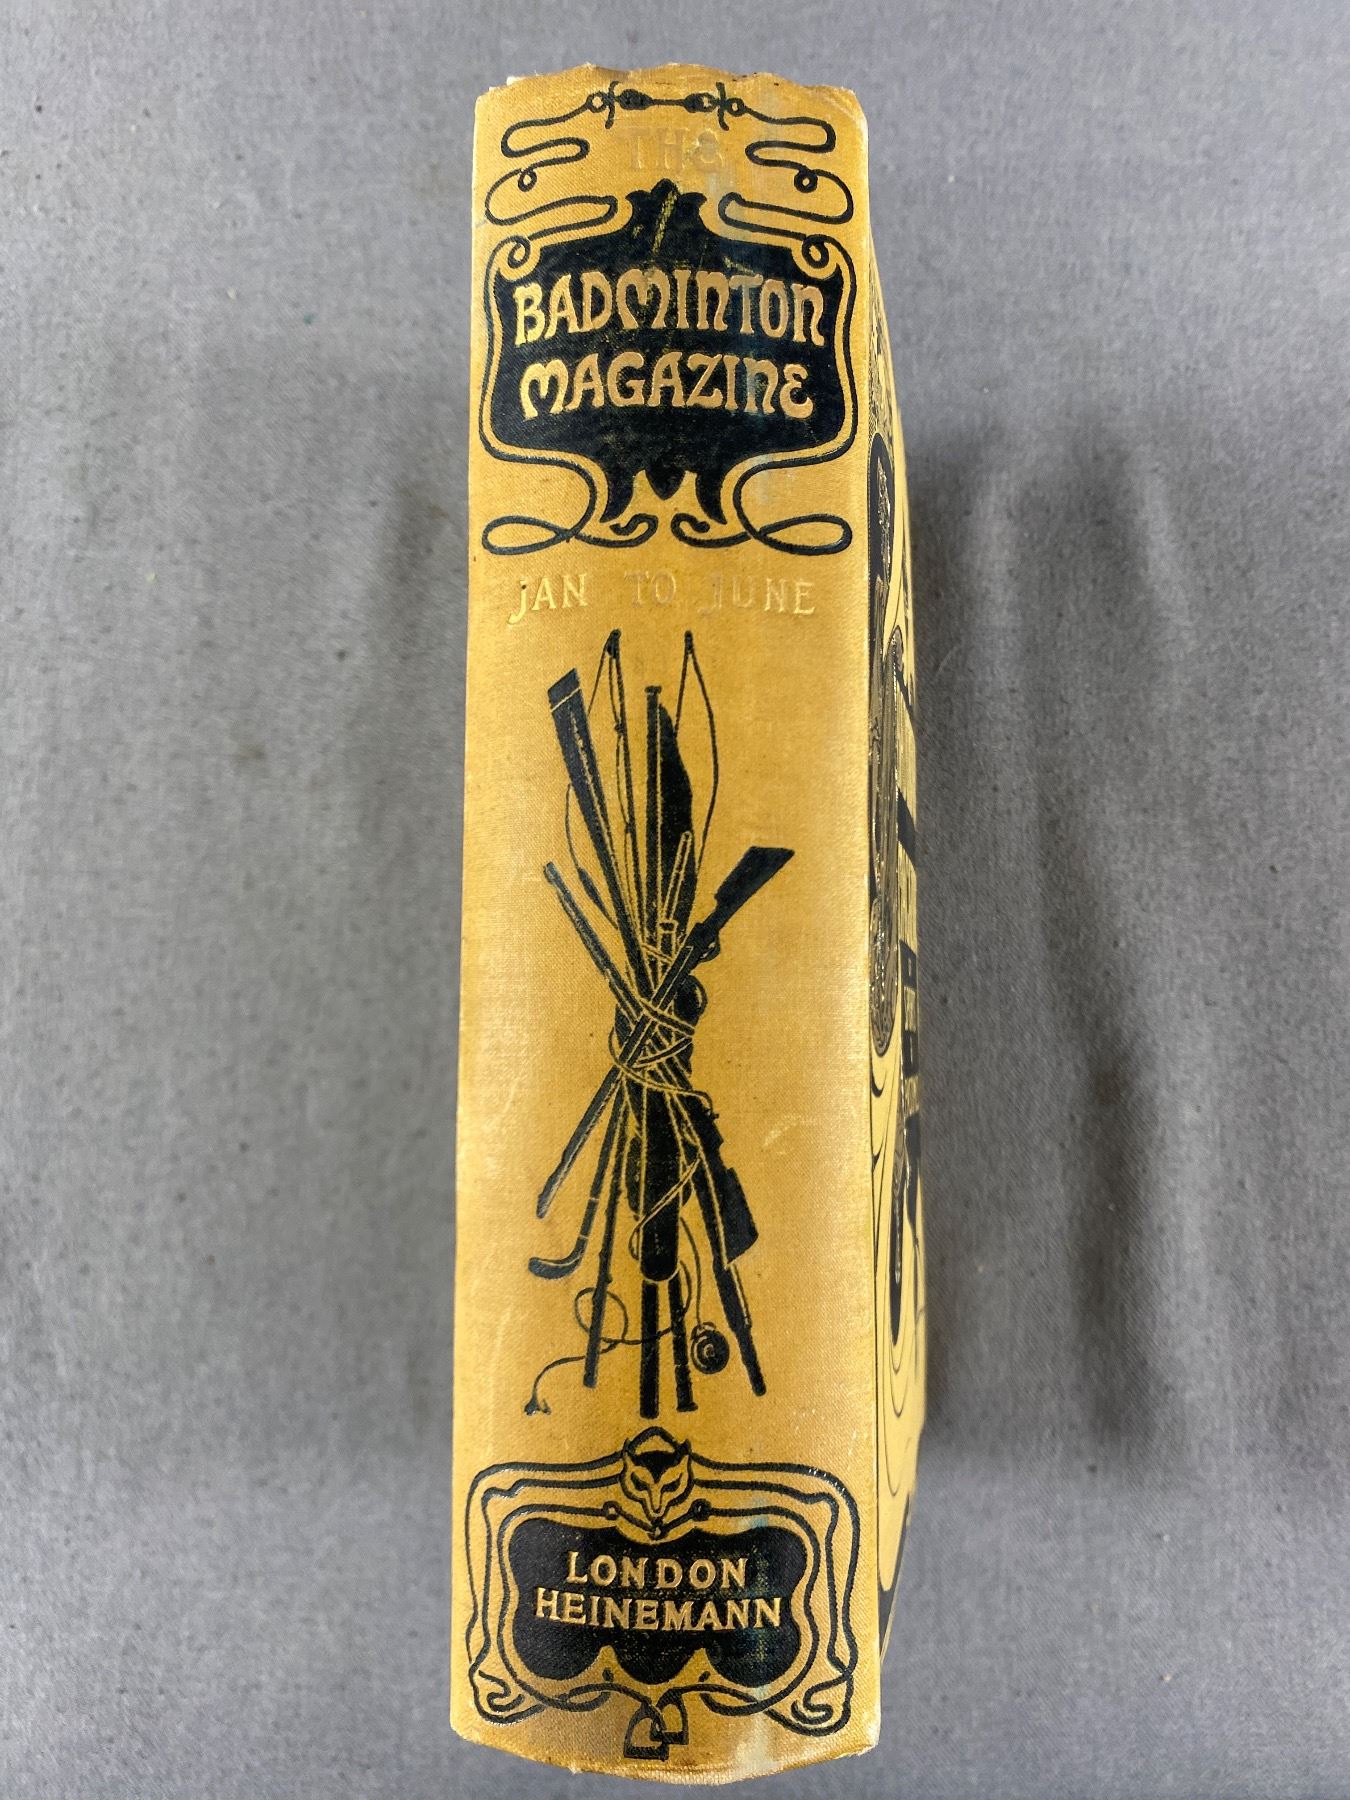 THE
BADMINTON
MAGAZINE
JAN TO JUNE
LONDON
HEINEMANN